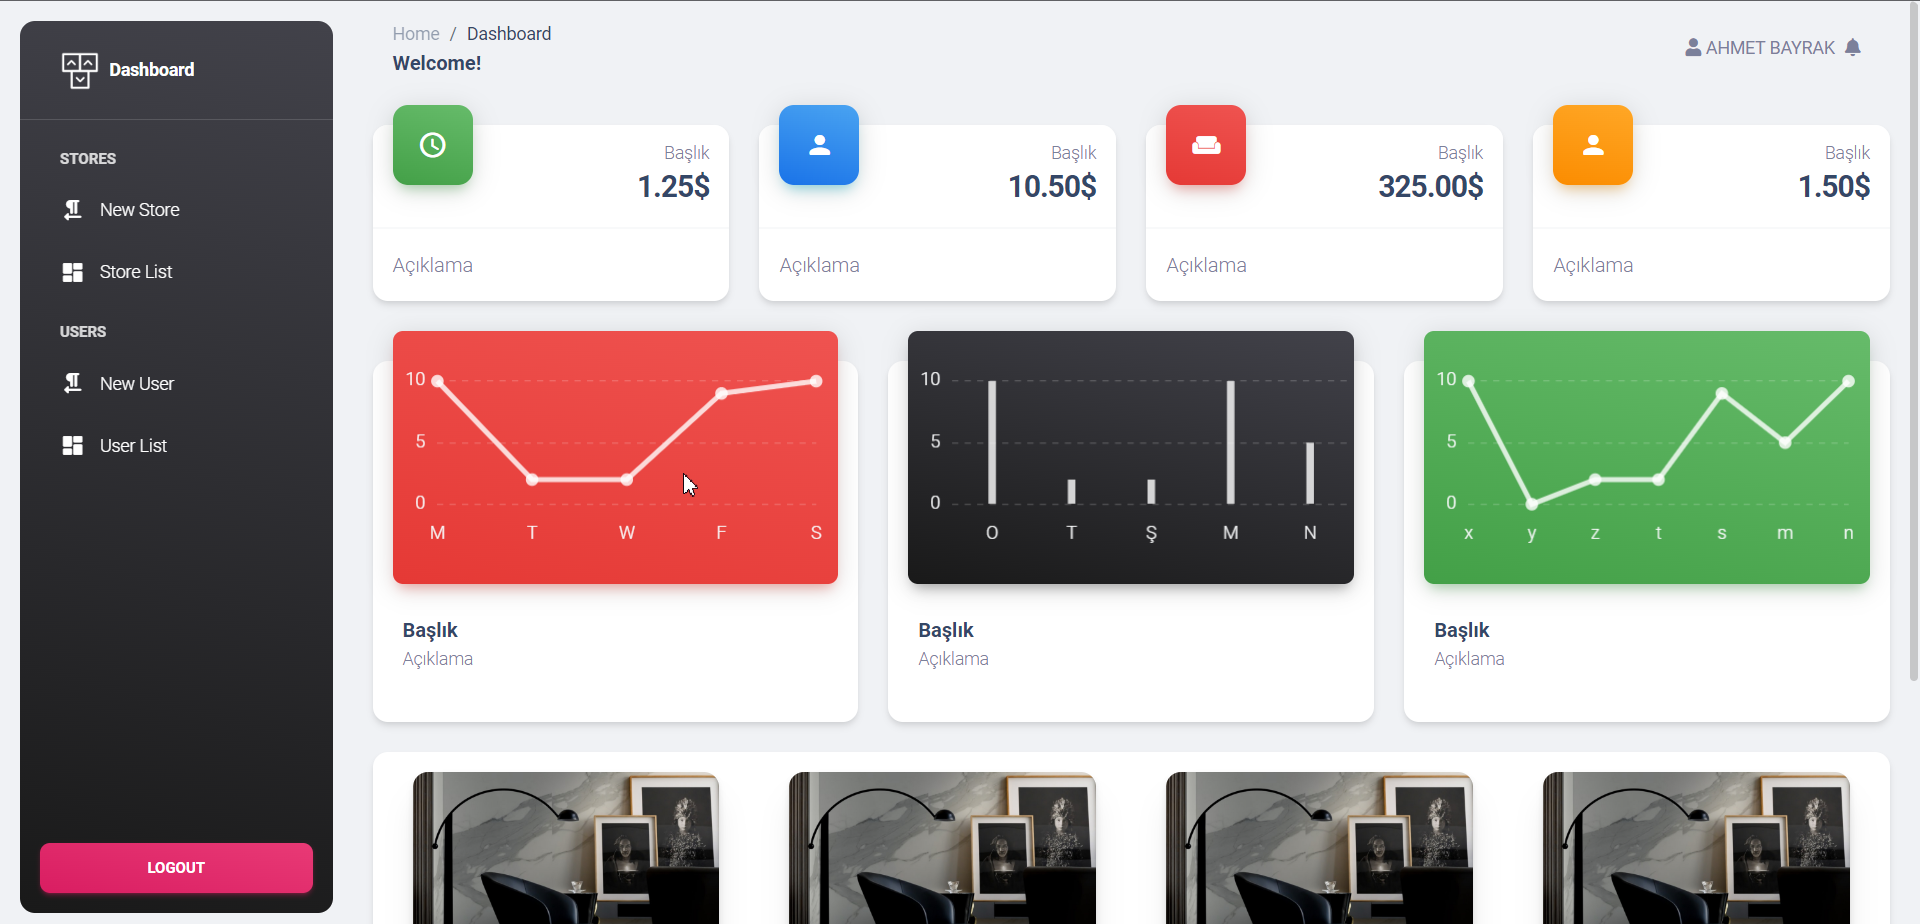 Dashboard
STORES
New Store
Store List
USERS
New User
User List
LOGOUT
Home / Dashboard
Welcome!
AHMET BAYRAK
Başlık
1.25$
Açıklama
Başlık
10.50$
Açıklama
Başlık
325.00$
Açıklama
Başlık
1.50$
Açıklama
10
5
0
M T W F S
Başlık
Açıklama
10
5
0
O T Ş M N
Başlık
Açıklama
10
5
0
x y z t s m n
Başlık
Açıklama